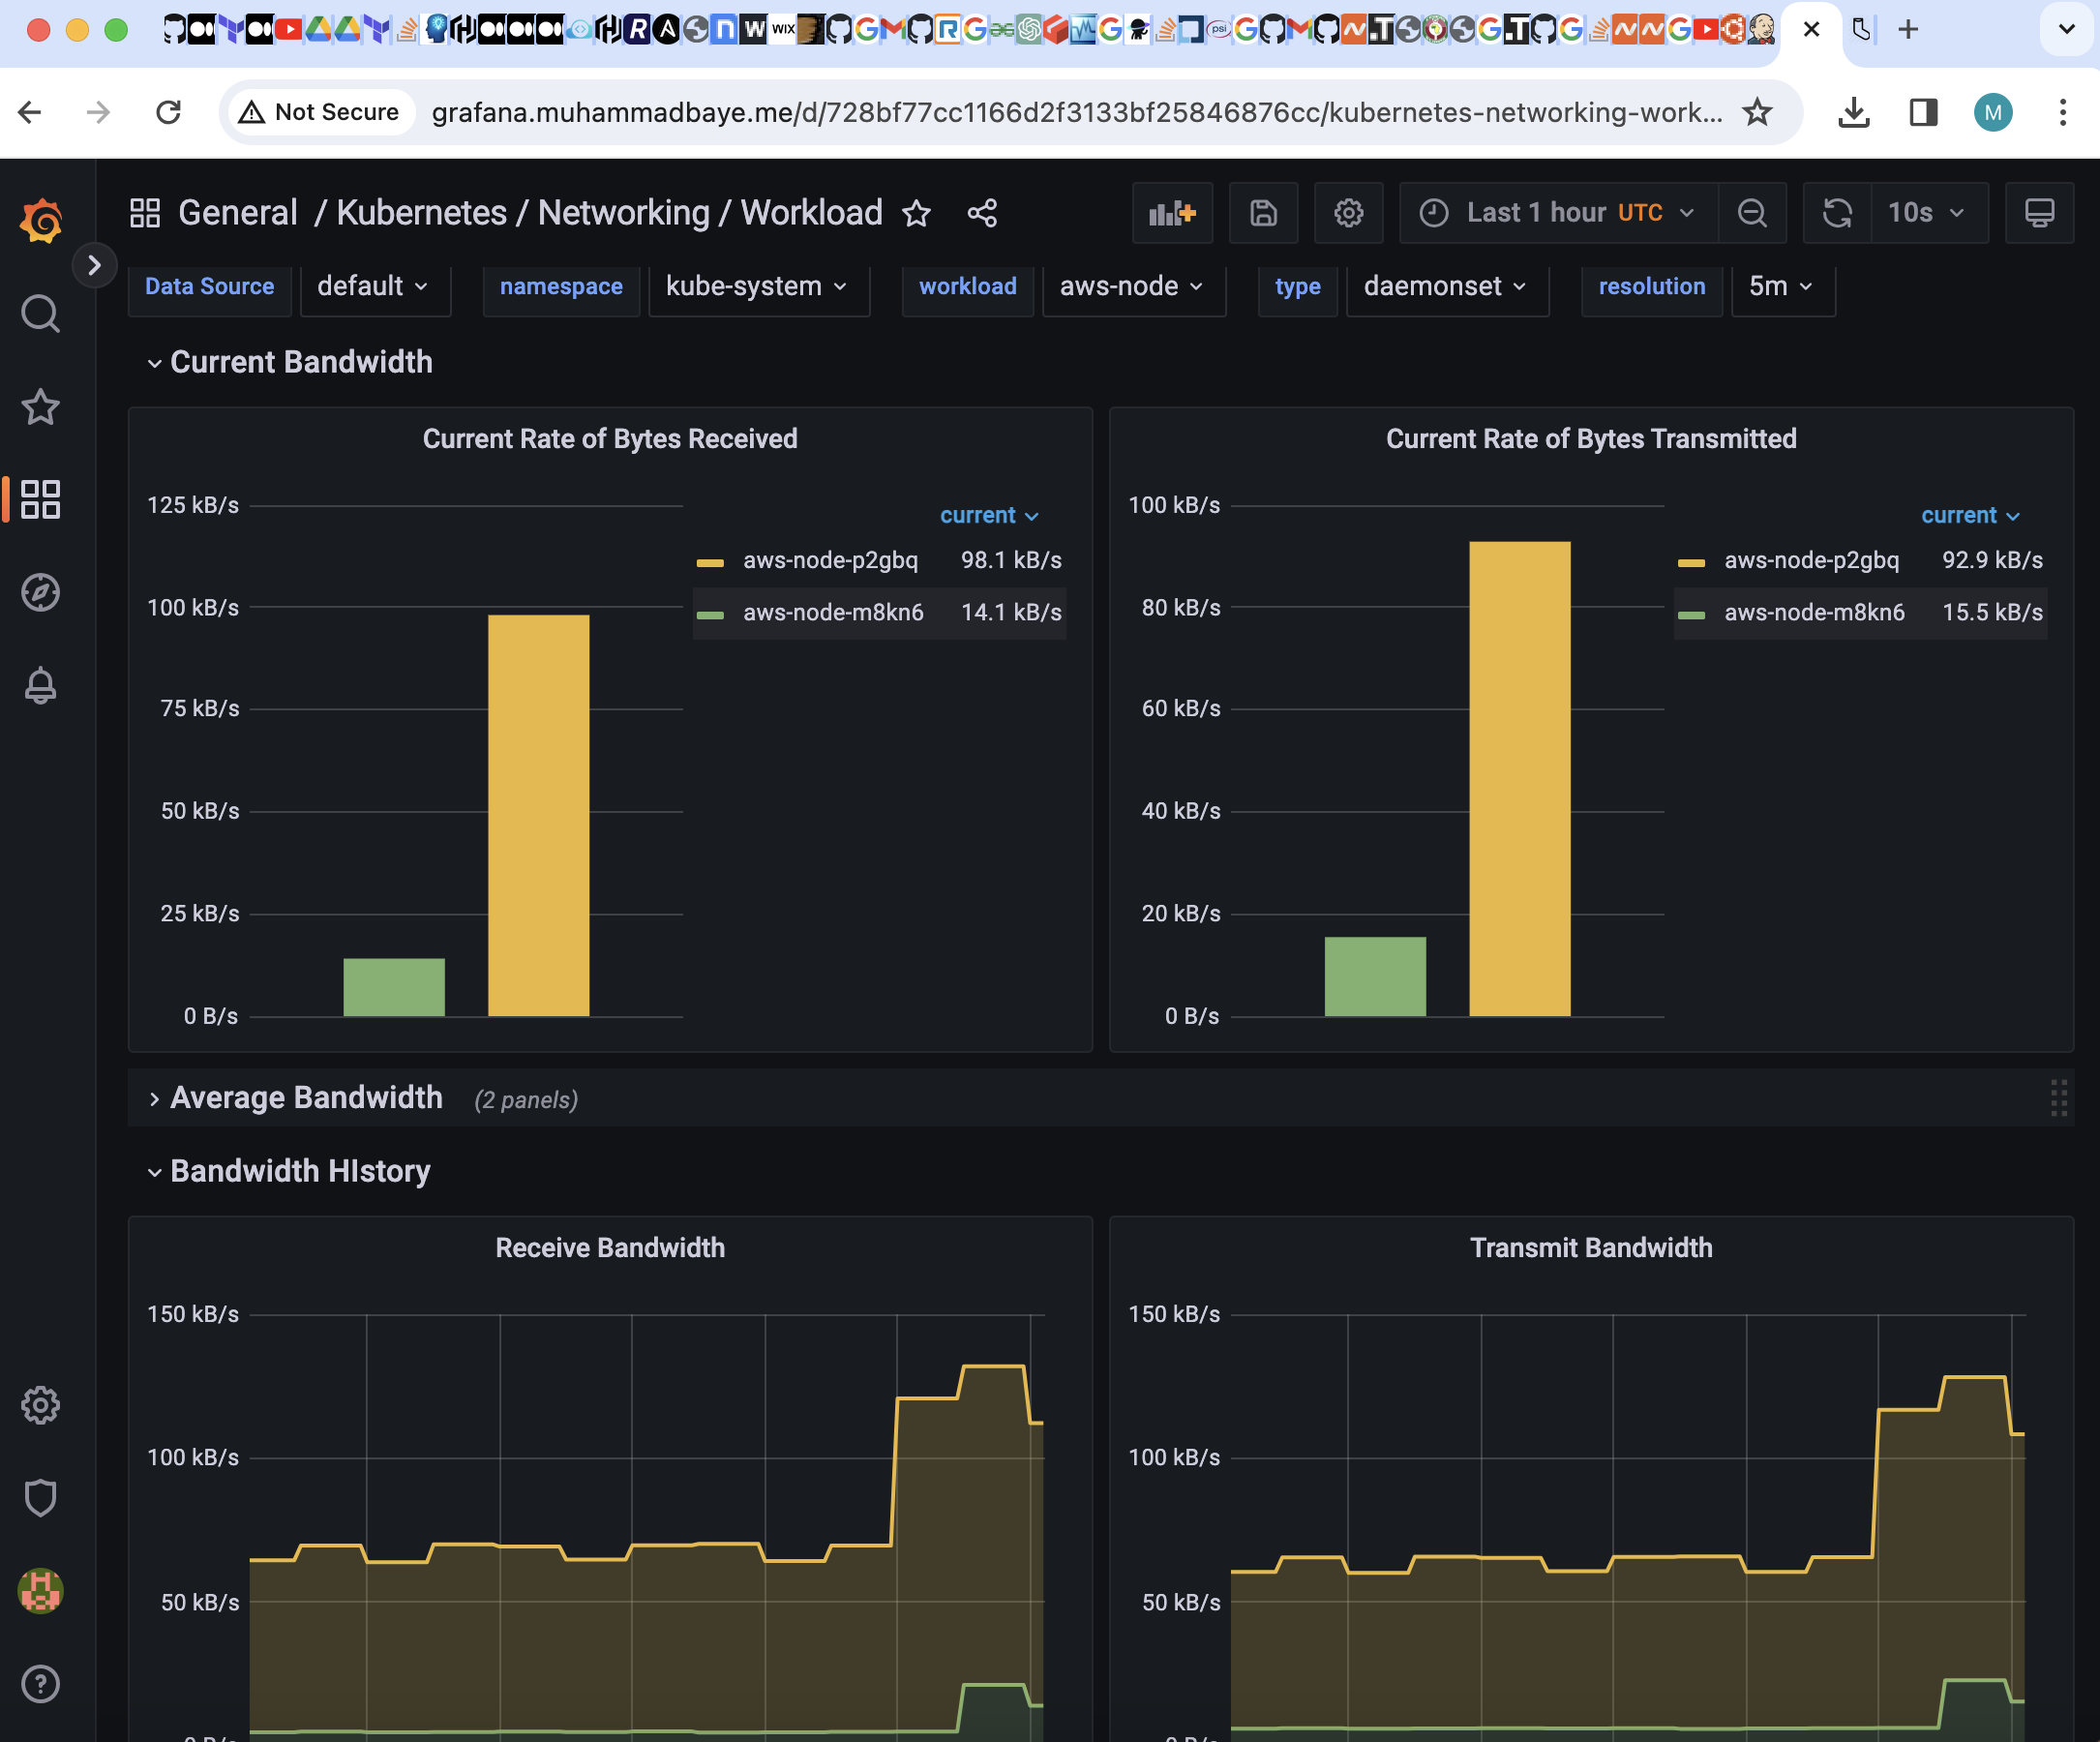 Not Secure grafana.muhammadbaye.me/d/728bf77cc1166d2f3133bf25846876cc/kubernetes-networking-work... M
General / Kubernetes / Networking / Workload Last 1 hour UTC 10s
Data Source default namespace kube-system workload aws-node type daemonset resolution 5m
Current Bandwidth
Current Rate of Bytes Received
125 kB/s
100 kB/s
75 kB/s
50 kB/s
25 kB/s
0 B/s
current
aws-node-p2gbq 98.1 kB/s
aws-node-m8kn6 14.1 kB/s
Current Rate of Bytes Transmitted
100 kB/s
80 kB/s
60 kB/s
40 kB/s
20 kB/s
0 B/s
current
aws-node-p2gbq 92.9 kB/s
aws-node-m8kn6 15.5 kB/s
Average Bandwidth (2 panels)
Bandwidth HIstory
Receive Bandwidth
150 kB/s
100 kB/s
50 kB/s
Transmit Bandwidth
150 kB/s
100 kB/s
50 kB/s